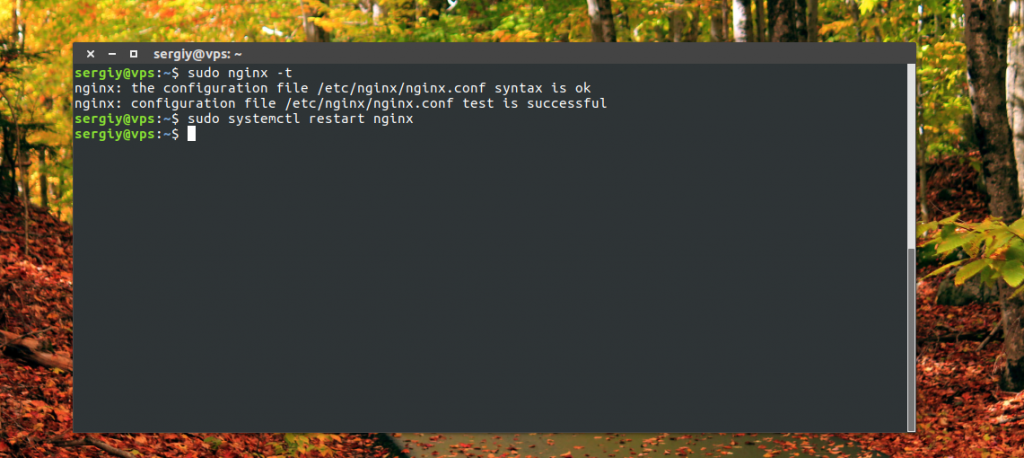 sergiy@vps: ~
sergiy@vps:~$ sudo nginx -t
nginx: the configuration file /etc/nginx/nginx.conf syntax is ok
nginx: configuration file /etc/nginx/nginx.conf test is successful
sergiy@vps:~$ sudo systemctl restart nginx
sergiy@vps:~$